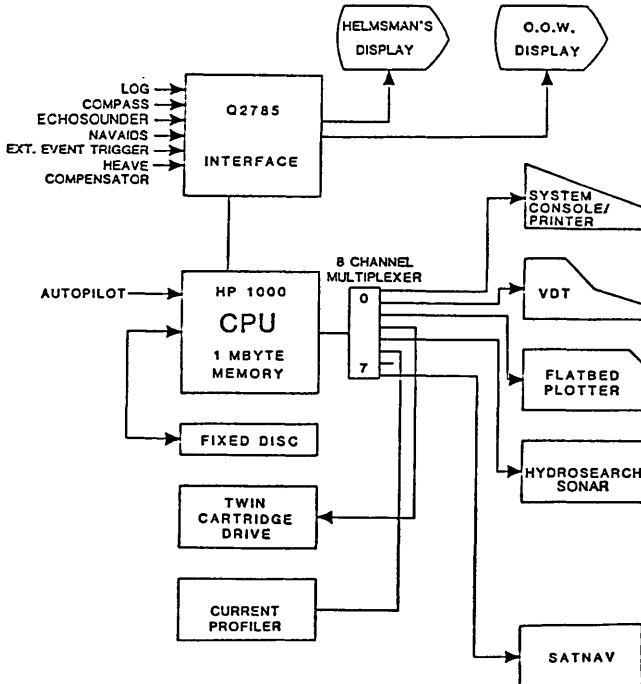 HELMSMAN'S
DISPLAY
O.O.W.
DISPLAY
LOG
COMPASS
ECHOSOUNDER
NAVAIDS
EXT. EVENT TRIGGER
HEAVE
COMPENSATOR
Q2785
INTERFACE
SYSTEM
CONSOLE/
PRINTER
8 CHANNEL
MULTIPLEXER
0
7
AUTOPILOT
HP 1000
CPU
1 MBYTE
MEMORY
VDT
FLATBED
PLOTTER
FIXED DISC
HYDROSEARCH
SONAR
TWIN
CARTRIDGE
DRIVE
CURRENT
PROFILER
SATNAV